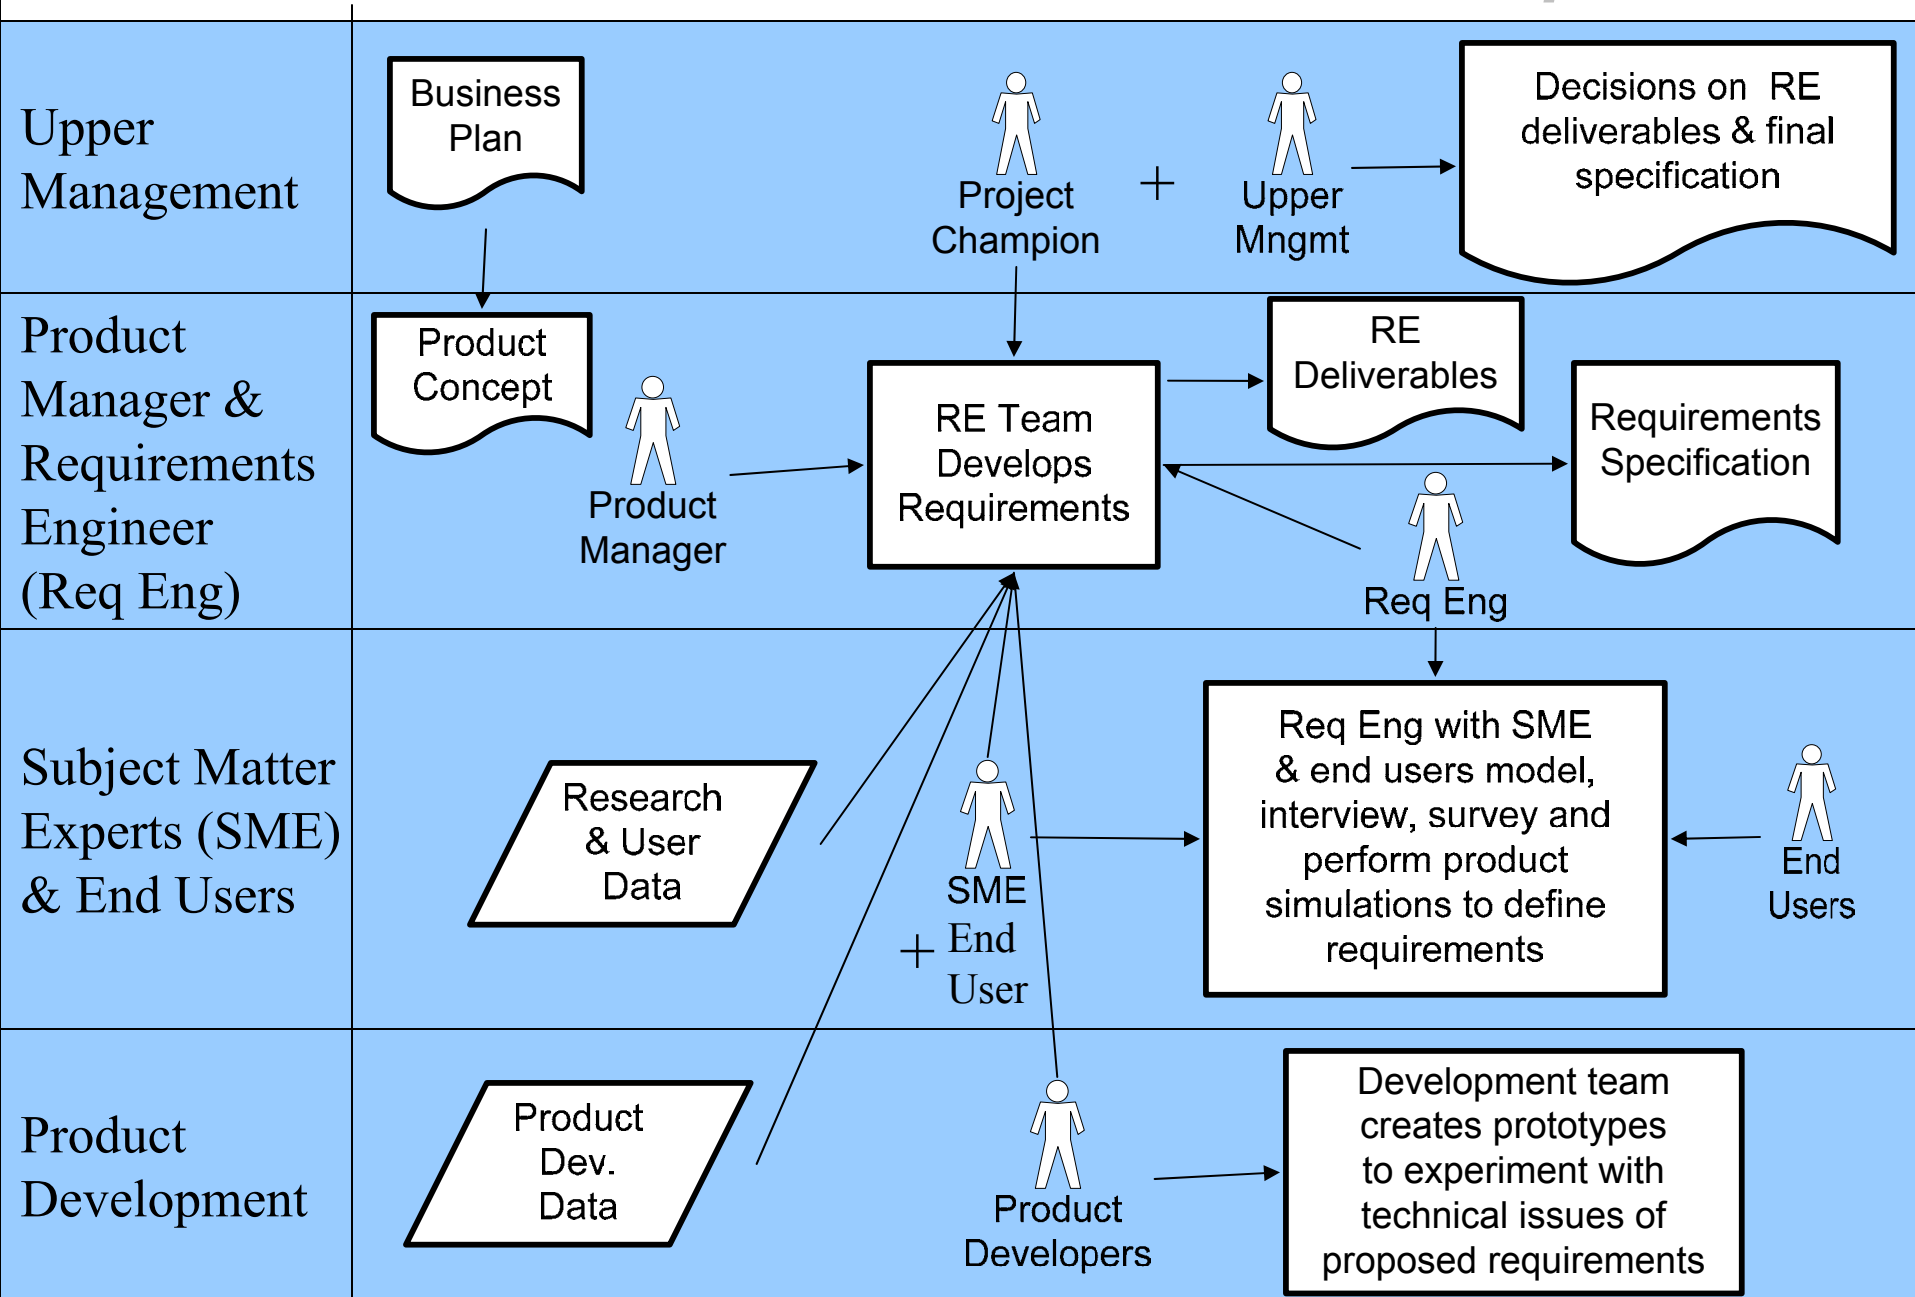 Upper
Management
Business
Plan
Project
Champion
+
Upper
Mngmt
Decisions on RE
deliverables & final
specification
Product
Manager &
Requirements
Engineer
(Req Eng)
Product
Concept
Product
Manager
RE Team
Develops
Requirements
RE
Deliverables
Requirements
Specification
Req Eng
Subject Matter
Experts (SME)
& End Users
Research
& User
Data
SME
+ End
User
Req Eng with SME
& end users model,
interview, survey and
perform product
simulations to define
requirements
End
Users
Product
Development
Product
Dev.
Data
Product
Developers
Development team
creates prototypes
to experiment with
technical issues of
proposed requirements